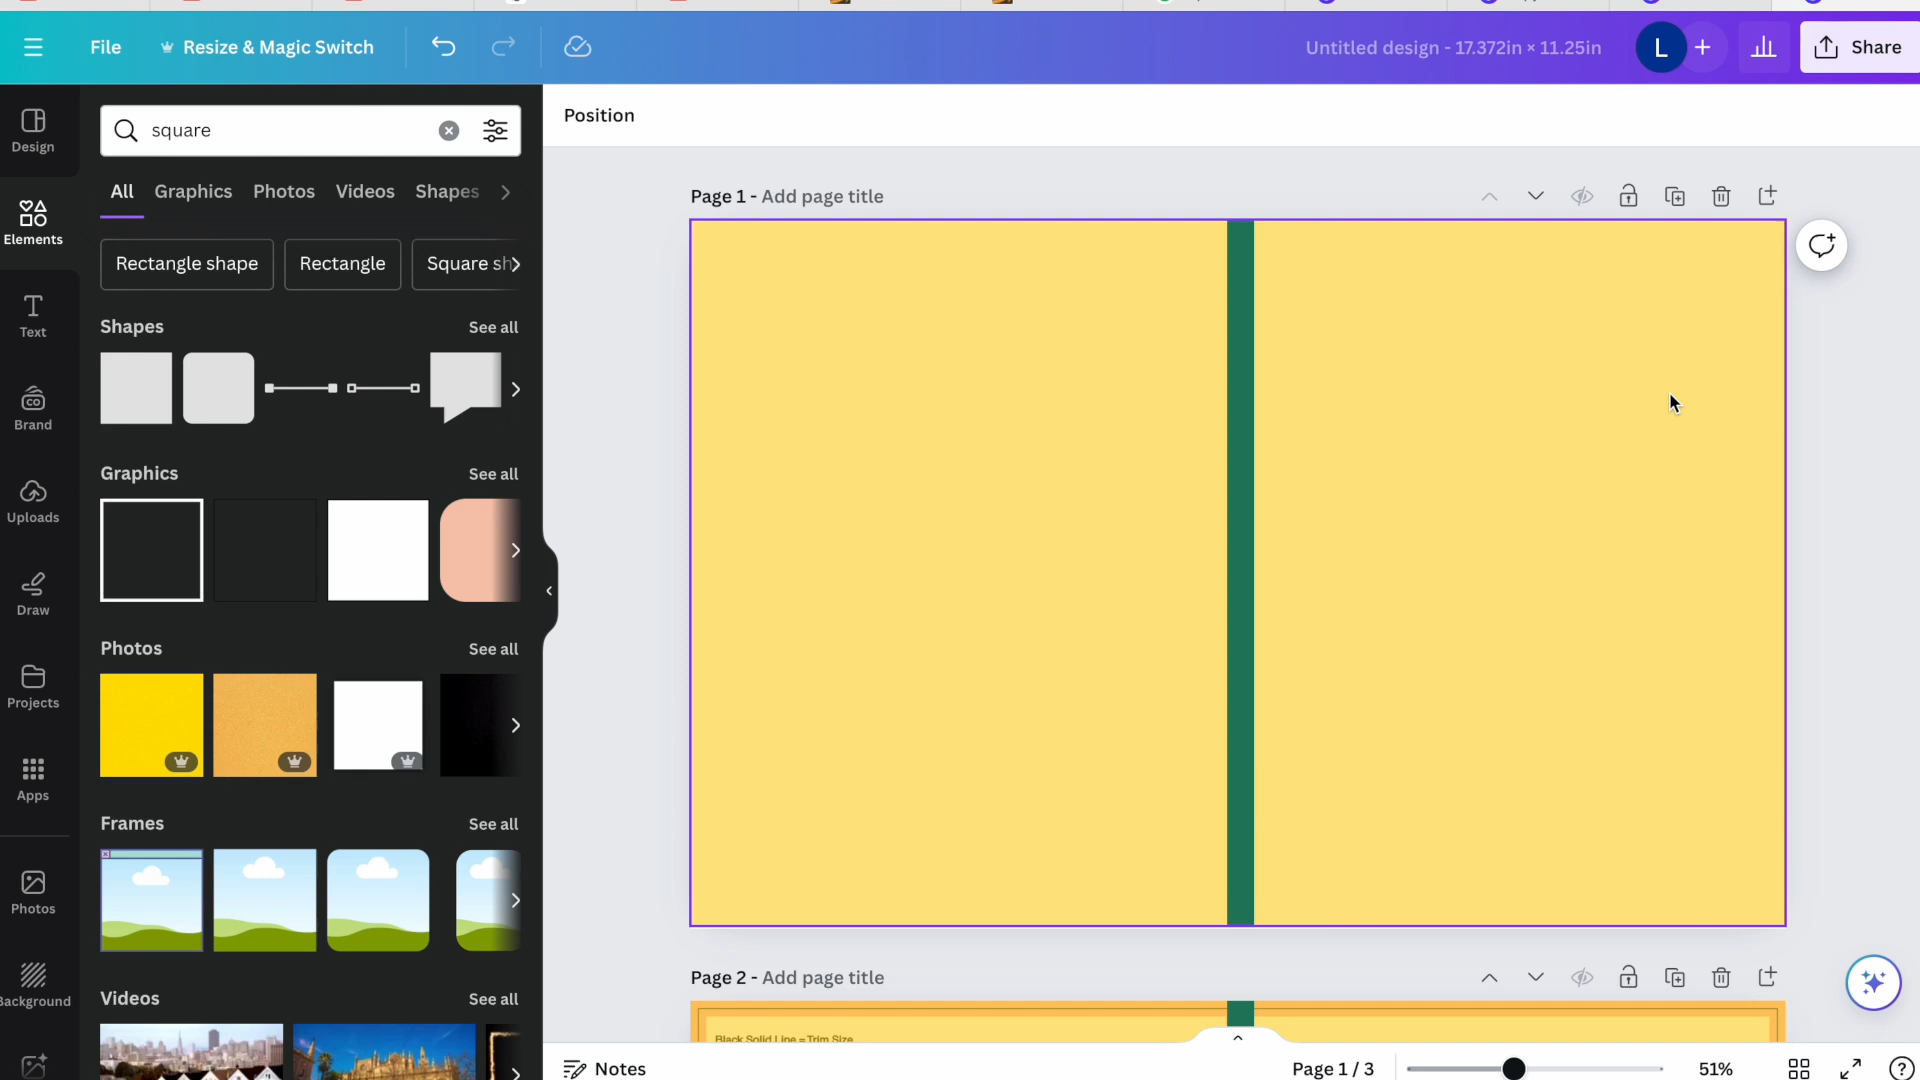 File
Resize & Magic Switch
Untitled design - 17.372in × 11.25in
L
Share
Design
Elements
Text
Brand
Uploads
Draw
Projects
Apps
Photos
Background
square
All
Graphics
Photos
Videos
Shapes
Rectangle shape
Rectangle
Square sh
Shapes
See all
Graphics
See all
Photos
See all
Frames
See all
Videos
See all
Position
Page 1 - Add page title
Page 2 - Add page title
Black Solid Line = Trim Size
Notes
Page 1 / 3
51%